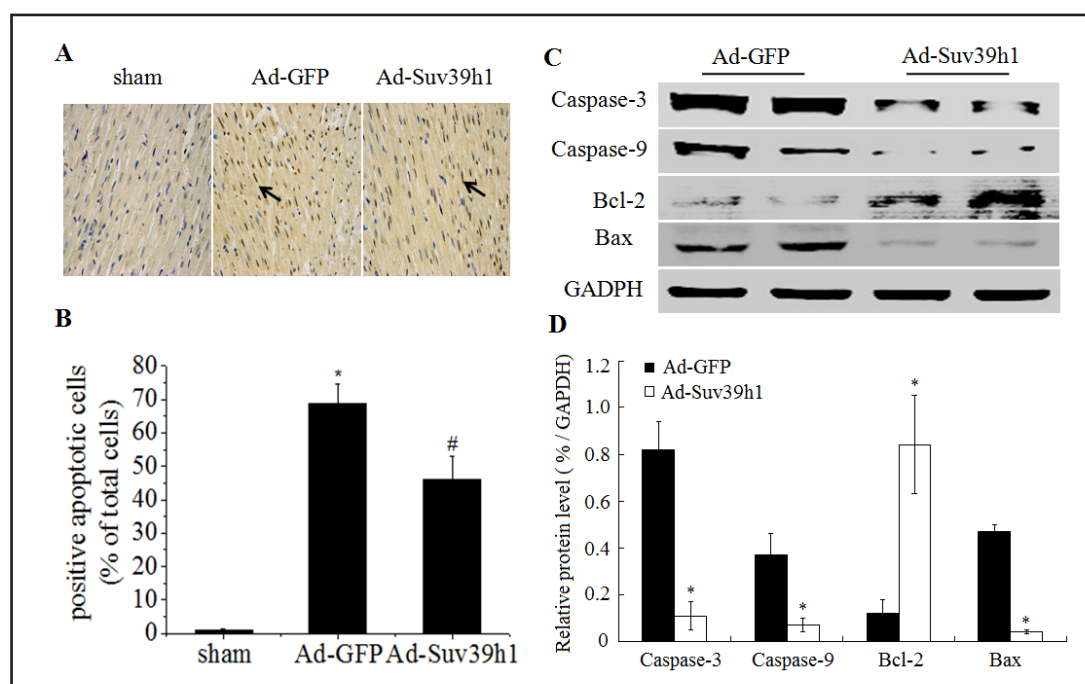 A
sham
Ad-GFP
Ad-Suv39h1
B
positive apoptotic cells
(% of total cells)
80
70
60
50
40
30
20
10
0
*
#
sham
Ad-GFP
Ad-Suv39h1
C
Ad-GFP
Ad-Suv39h1
Caspase-3
Caspase-9
Bcl-2
Bax
GADPH
D
Relative protein level ( % / GAPDH)
1.2
1.0
0.8
0.6
0.4
0.2
0
Ad-GFP
Ad-Suv39h1
*
*
*
*
Caspase-3
Caspase-9
Bcl-2
Bax